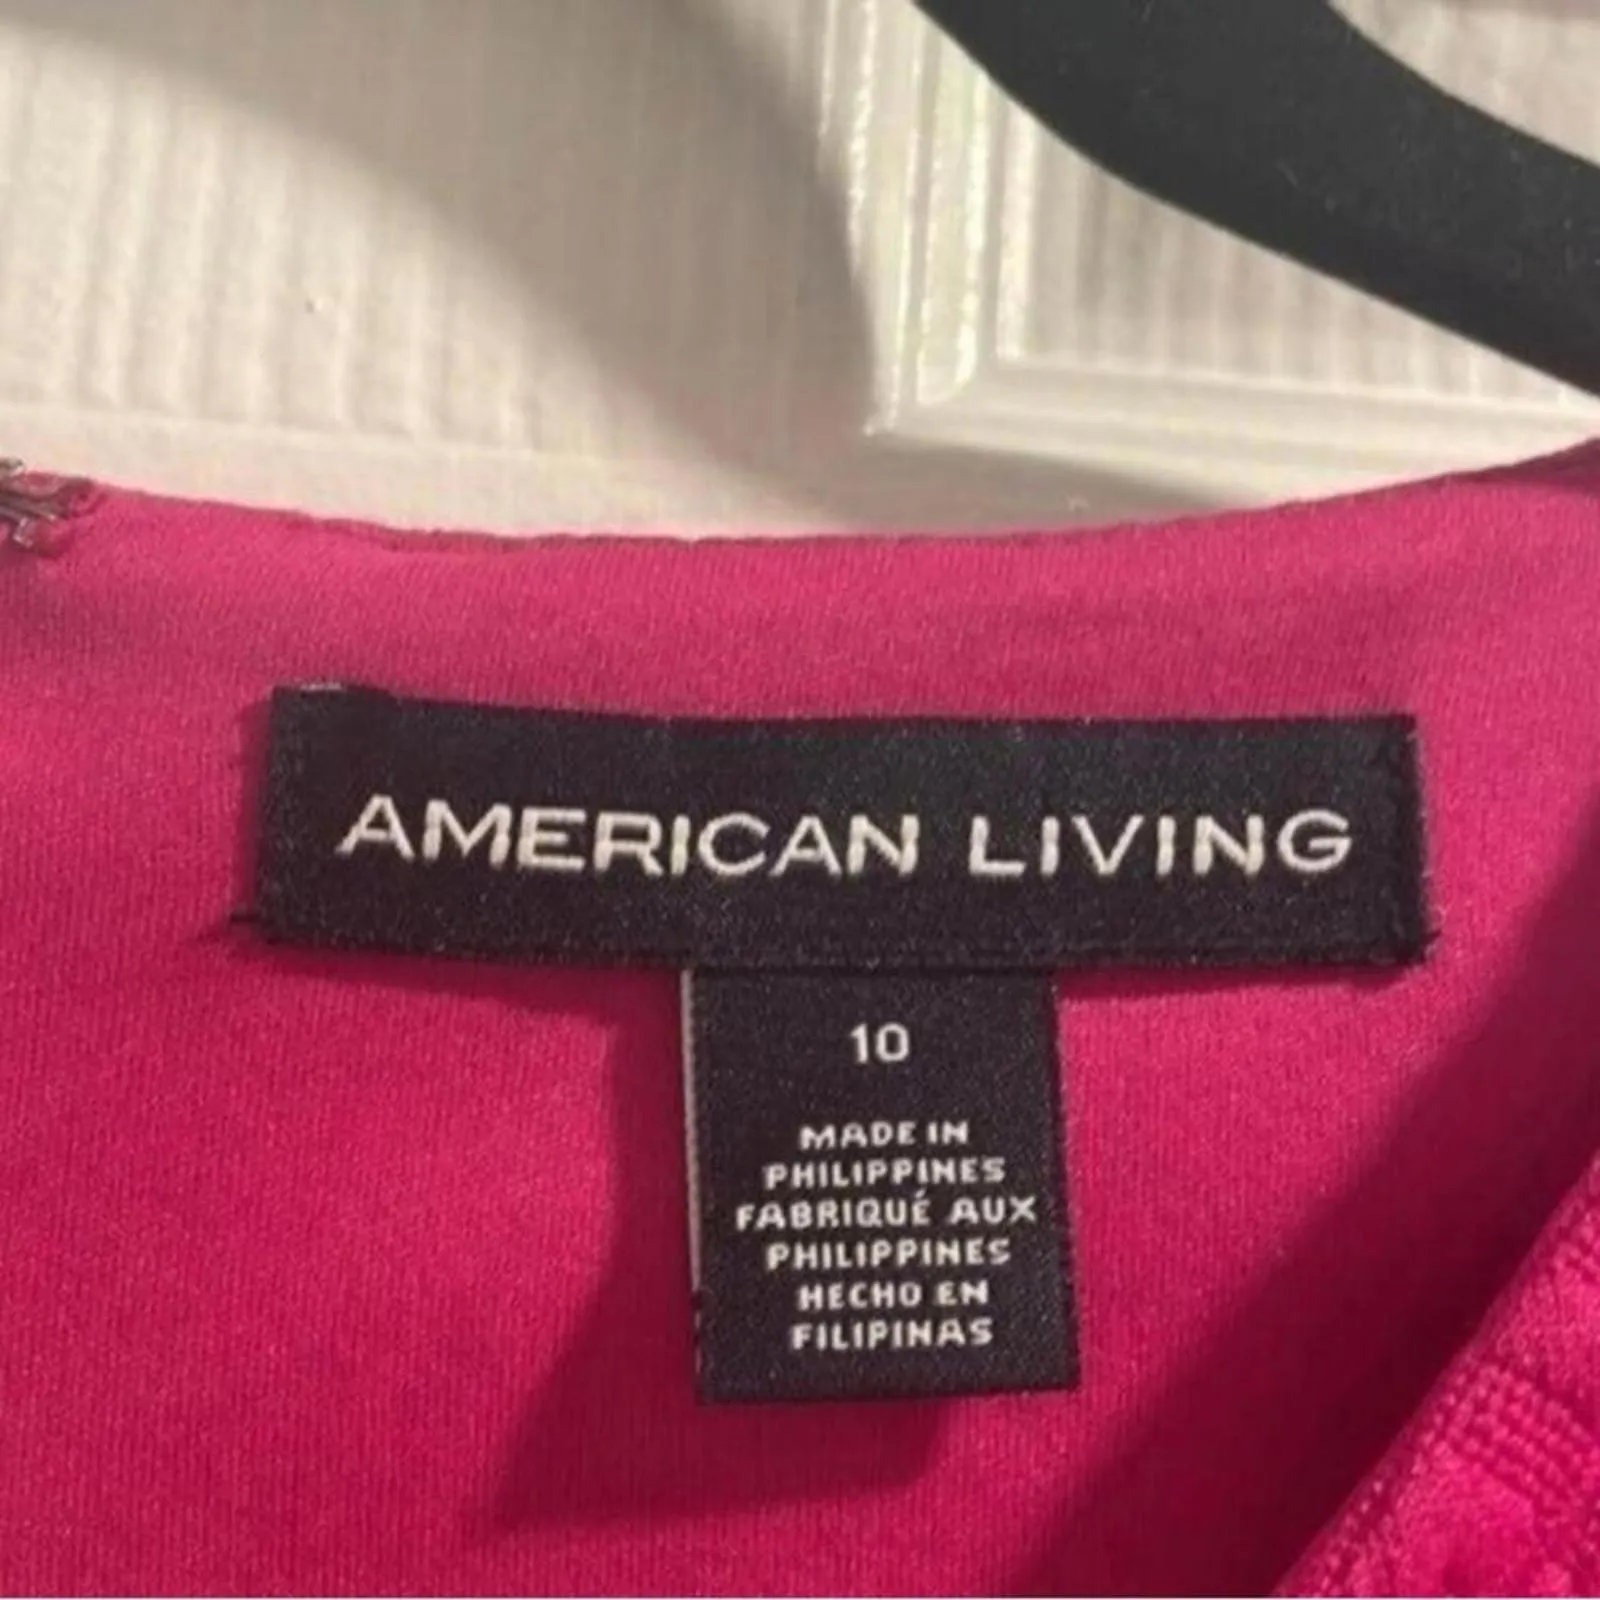 AMERICAN LIVING
10
MADE IN
PHILIPPINES
FABRIQUÉ AUX
PHILIPPINES
HECHO EN
FILIPINAS